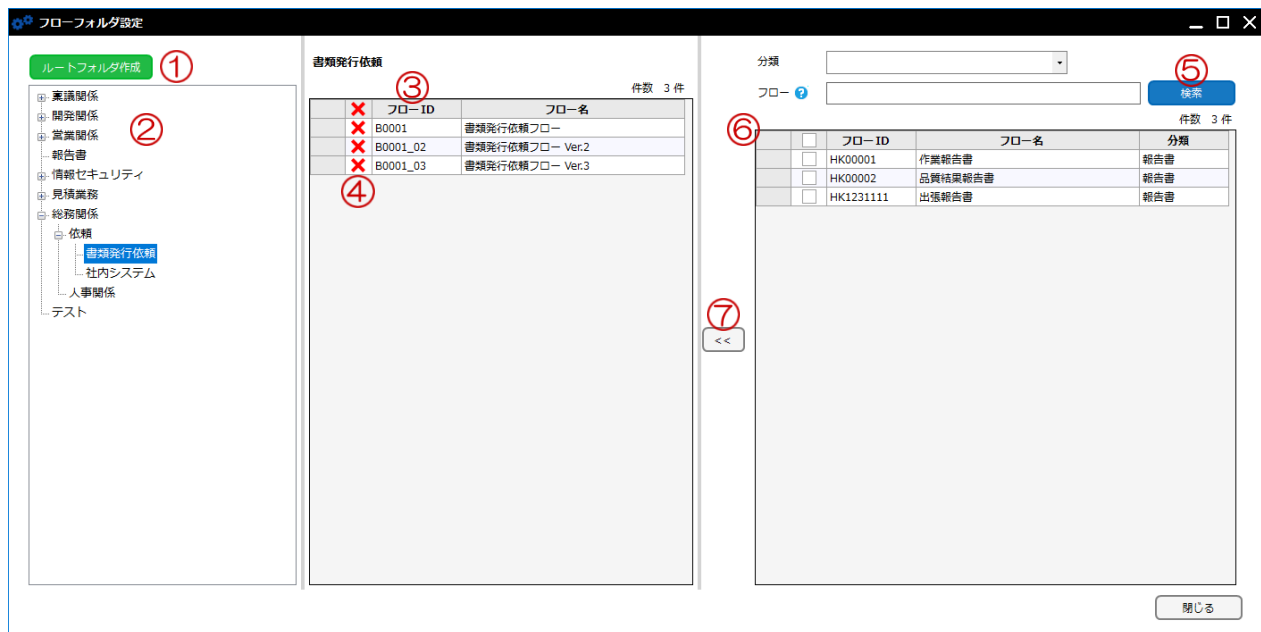 フローフォルダ設定
ルートフォルダ作成 ①
稟議関係
開発関係
営業関係
②
報告書
情報セキュリティ
見積業務
総務関係
依頼
書類発行依頼
社内システム
人事関係
テスト
書類発行依頼
③
件数 3 件
フローID フロー名
B0001 書類発行依頼フロー
B0001_02 書類発行依頼フロー Ver.2
B0001_03 書類発行依頼フロー Ver.3
④
分類
フロー ?
⑤
検索
件数 3 件
⑥
フローID フロー名 分類
HK00001 作業報告書 報告書
HK00002 品質結果報告書 報告書
HK1231111 出張報告書 報告書
⑦
<<
閉じる